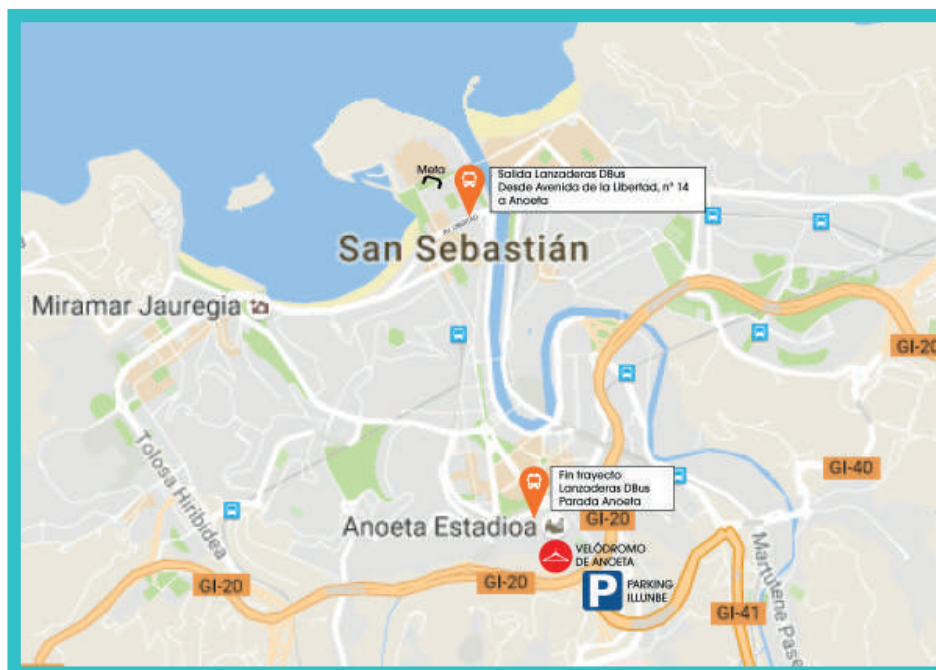 Meta
Salida Lanzaderas DBus
Desde Avenida de la Libertad, nº 14
a Anoeta
San Sebastián
Miramar Jauregia
GI-20
Tolosa Hiribidea
GI-40
Fin trayecto
Lanzaderas DBus
Parada Anoeta
Anoeta Estadioa
GI-20
VELÓDROMO
DE ANOETA
GI-20
GI-20
P
PARKING
ILLUNBE
GI-41
Martutene Pase